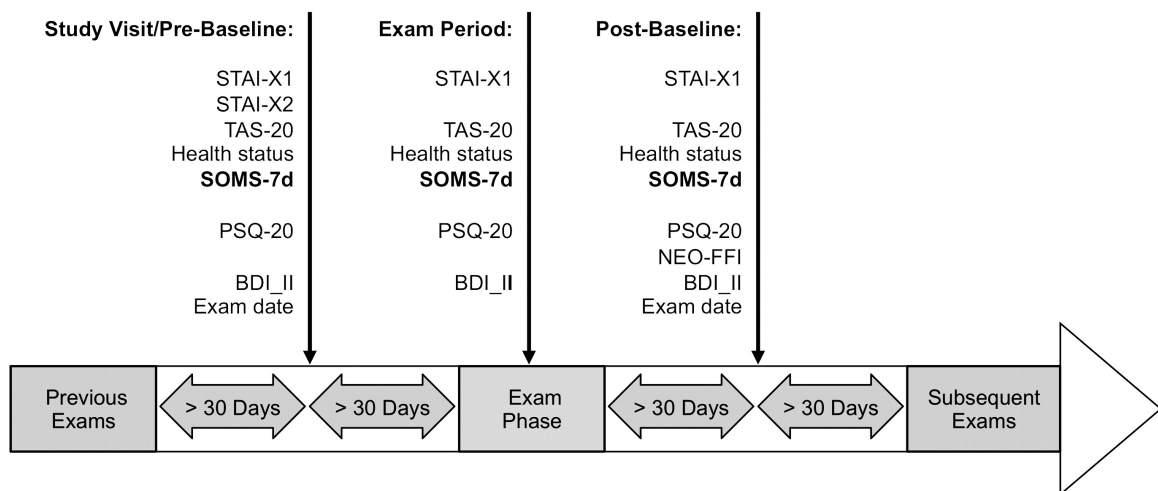 Study Visit/Pre-Baseline:
STAI-X1
STAI-X2
TAS-20
Health status
SOMS-7d
PSQ-20
BDI_II
Exam date
Exam Period:
STAI-X1
TAS-20
Health status
SOMS-7d
PSQ-20
BDI_II
Post-Baseline:
STAI-X1
TAS-20
Health status
SOMS-7d
PSQ-20
NEO-FFI
BDI_II
Exam date
Previous
Exams
> 30 Days
> 30 Days
Exam
Phase
> 30 Days
> 30 Days
Subsequent
Exams